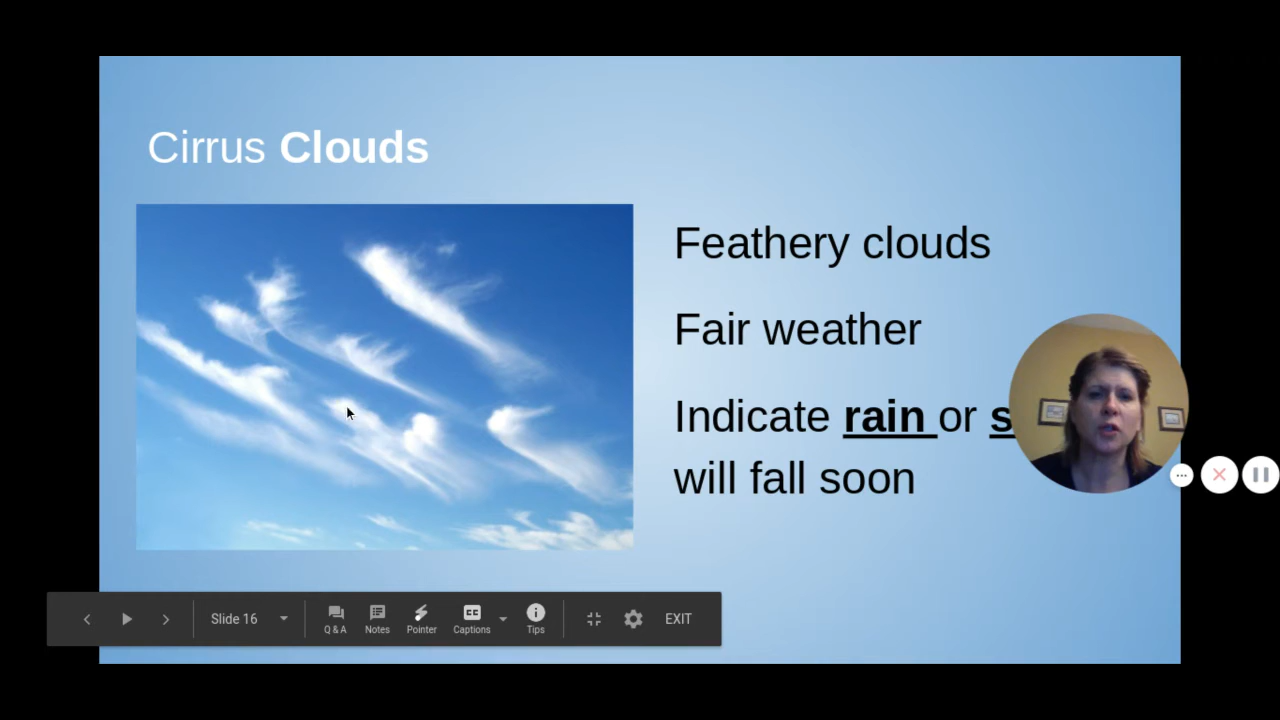 Cirrus Clouds
Feathery clouds
Fair weather
Indicate rain or s
will fall soon
Slide 16
Q & A
Notes
Pointer
CC
Captions
Tips
EXIT